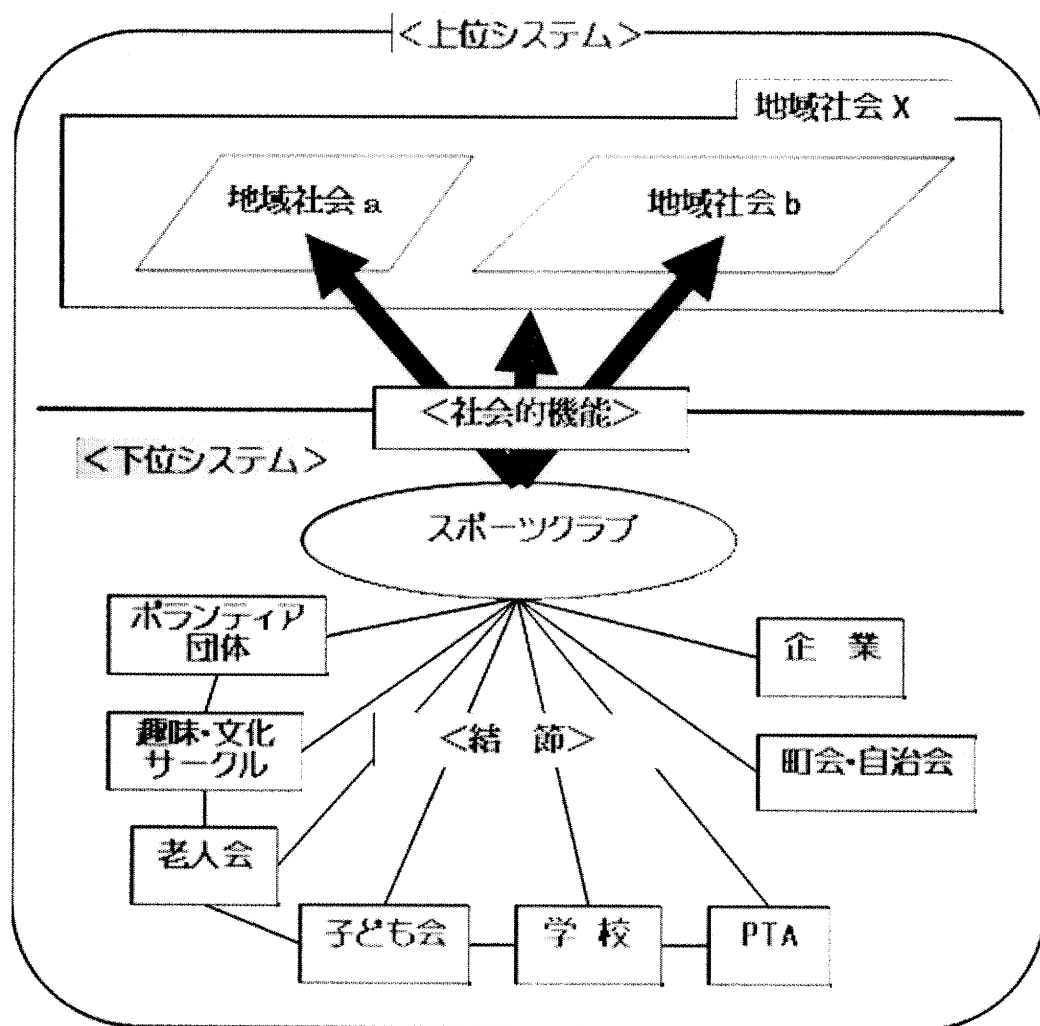 ＜上位システム＞
地域社会 X
地域社会 a
地域社会 b
＜社会的機能＞
＜下位システム＞
スポーツクラブ
ボランティア
団体
企　業
趣味・文化
サークル
＜結　節＞
町会・自治会
老人会
子ども会
学　校
PTA